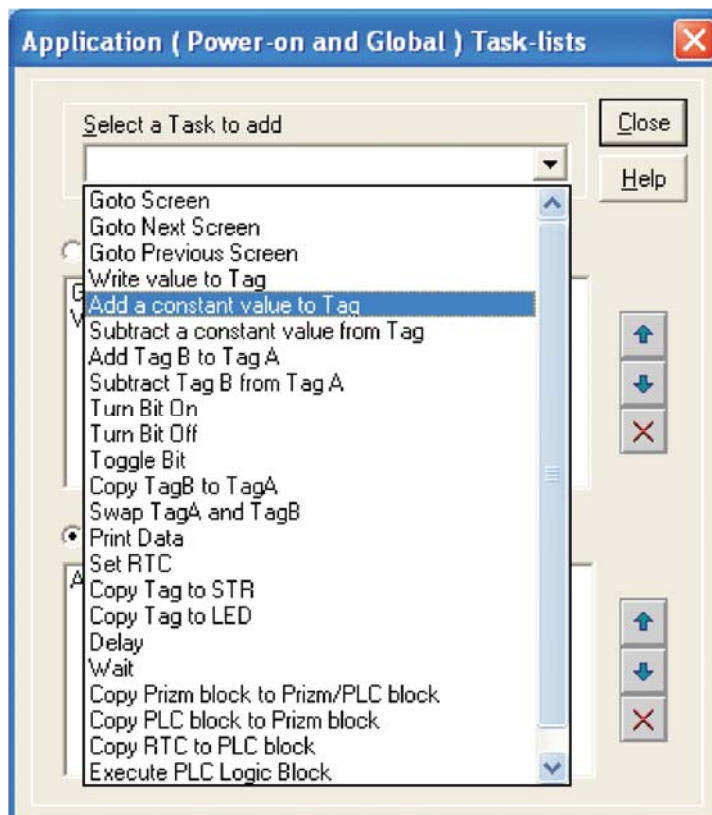 Application ( Power-on and Global ) Task-lists
Select a Task to add
Close
Help
Goto Screen
Goto Next Screen
Goto Previous Screen
Write value to Tag
Add a constant value to Tag
Subtract a constant value from Tag
Add Tag B to Tag A
Subtract Tag B from Tag A
Turn Bit On
Turn Bit Off
Toggle Bit
Copy TagB to TagA
Swap TagA and TagB
Print Data
Set RTC
Copy Tag to STR
Copy Tag to LED
Delay
Wait
Copy Prizm block to Prizm/PLC block
Copy PLC block to Prizm block
Copy RTC to PLC block
Execute PLC Logic Block